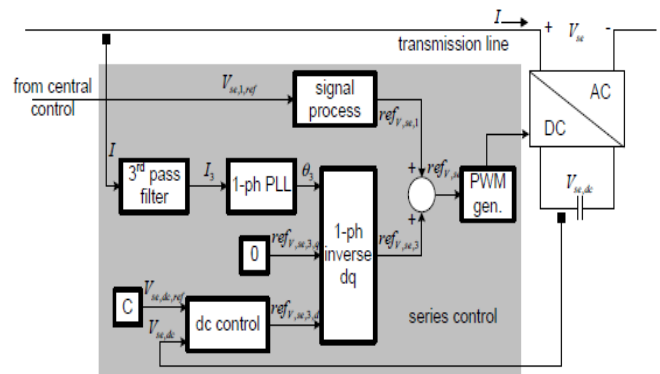 I
+ V_se -
transmission line
from central
control
V_se,1,ref
signal
process
ref_V,se,1
AC
DC
I
3rd pass
filter
I_3
1-ph PLL
θ_3
+
+
ref_V,se
PWM
gen.
V_se,dc
0
ref_V,se,3,q
1-ph
inverse
dq
ref_V,se,3
C
V_se,dc,ref
V_se,dc
dc control
ref_V,se,3,d
series control